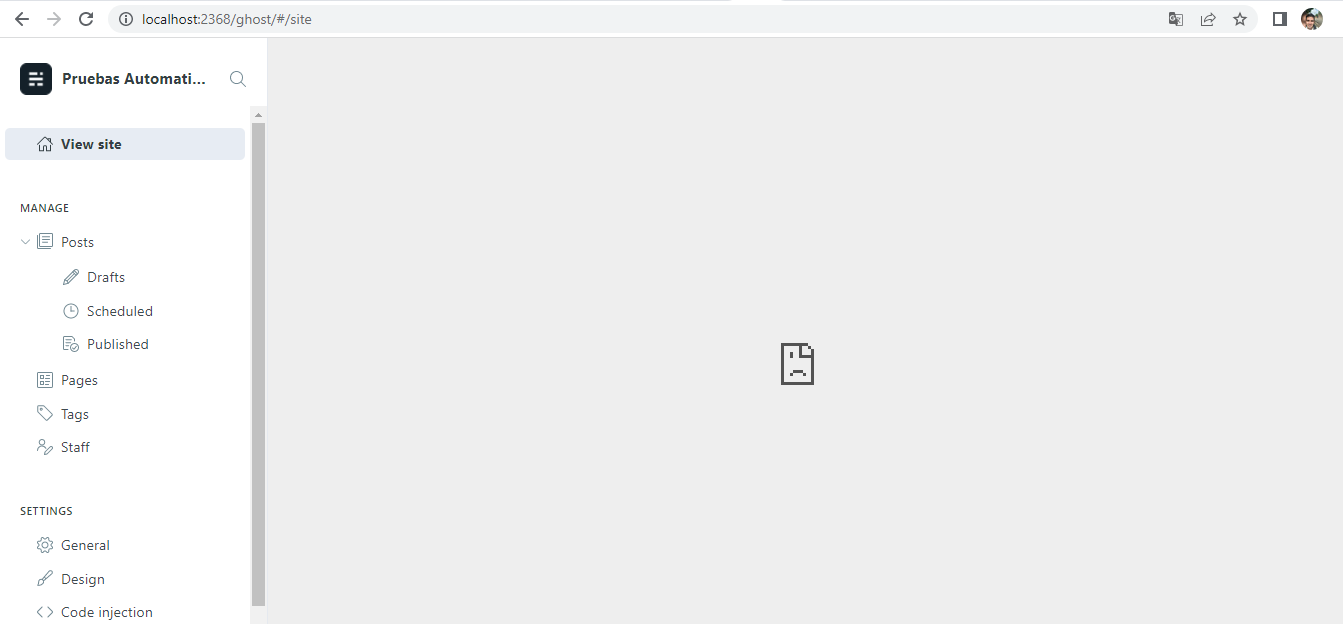 localhost:2368/ghost/#/site
Pruebas Automati...
View site
MANAGE
Posts
Drafts
Scheduled
Published
Pages
Tags
Staff
SETTINGS
General
Design
Code injection